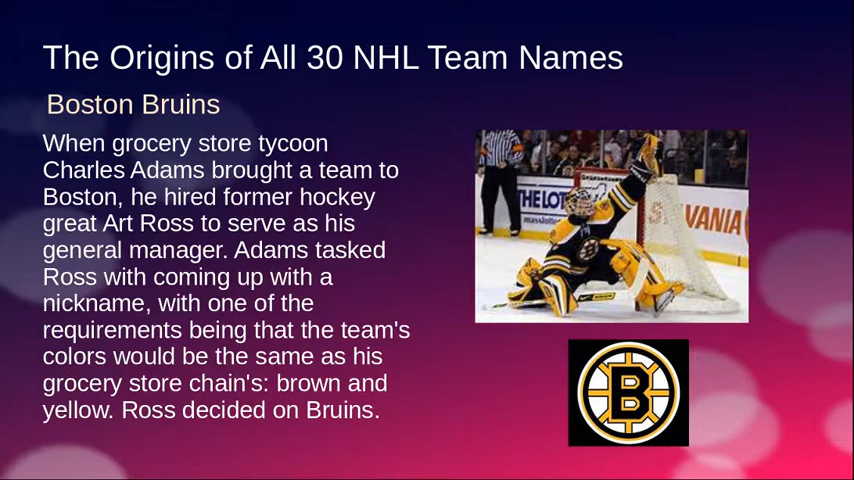 The Origins of All 30 NHL Team Names
Boston Bruins
When grocery store tycoon
Charles Adams brought a team to
Boston, he hired former hockey
great Art Ross to serve as his
general manager. Adams tasked
Ross with coming up with a
nickname, with one of the
requirements being that the team's
colors would be the same as his
grocery store chain's: brown and
yellow. Ross decided on Bruins.
THE LOT
VANIA
B